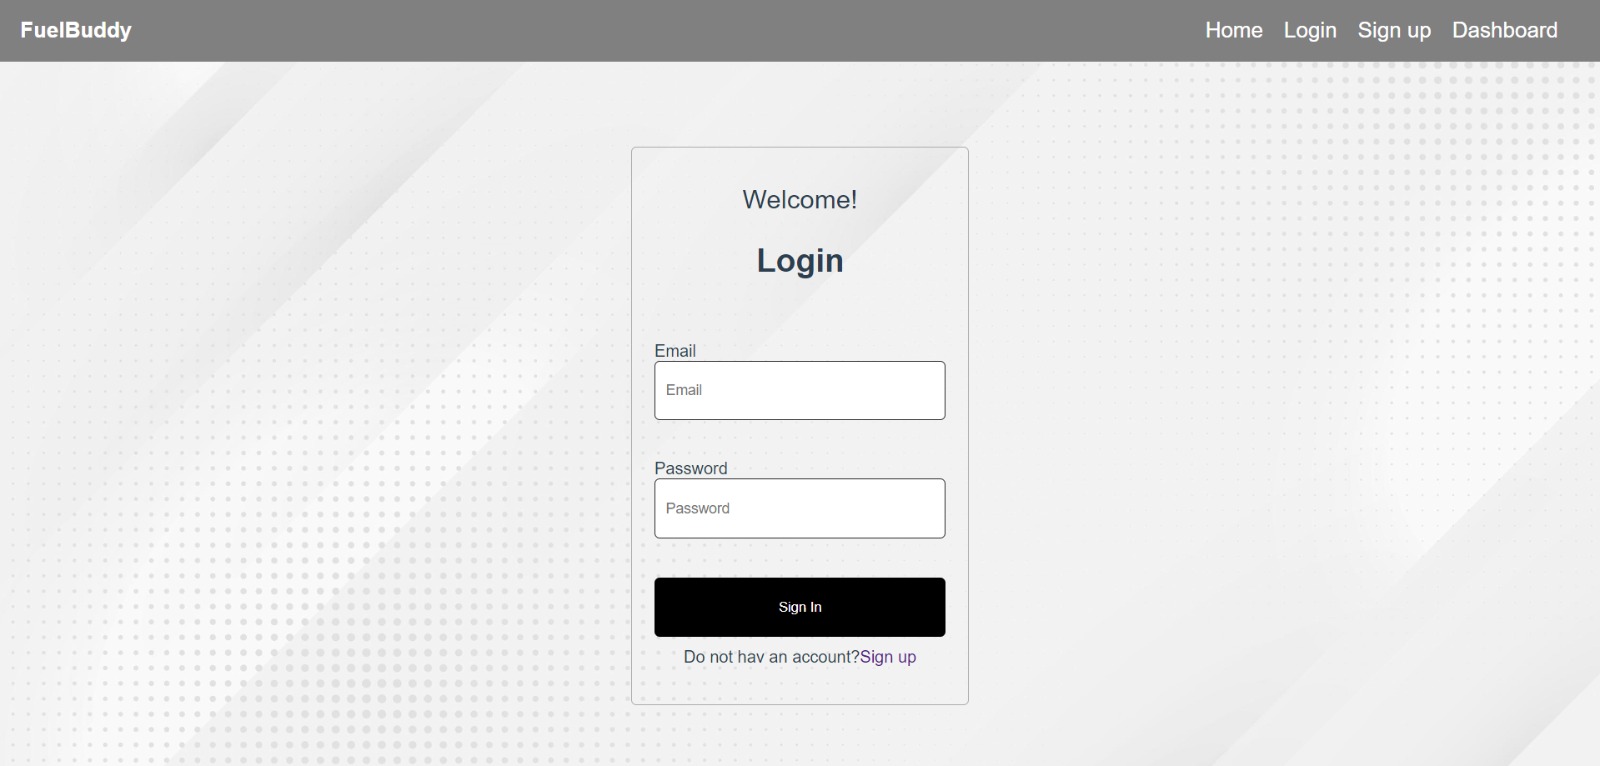 FuelBuddy Home Login Sign up Dashboard
Welcome!
Login
Email
Email
Password
Password
Sign In
Do not hav an account?Sign up